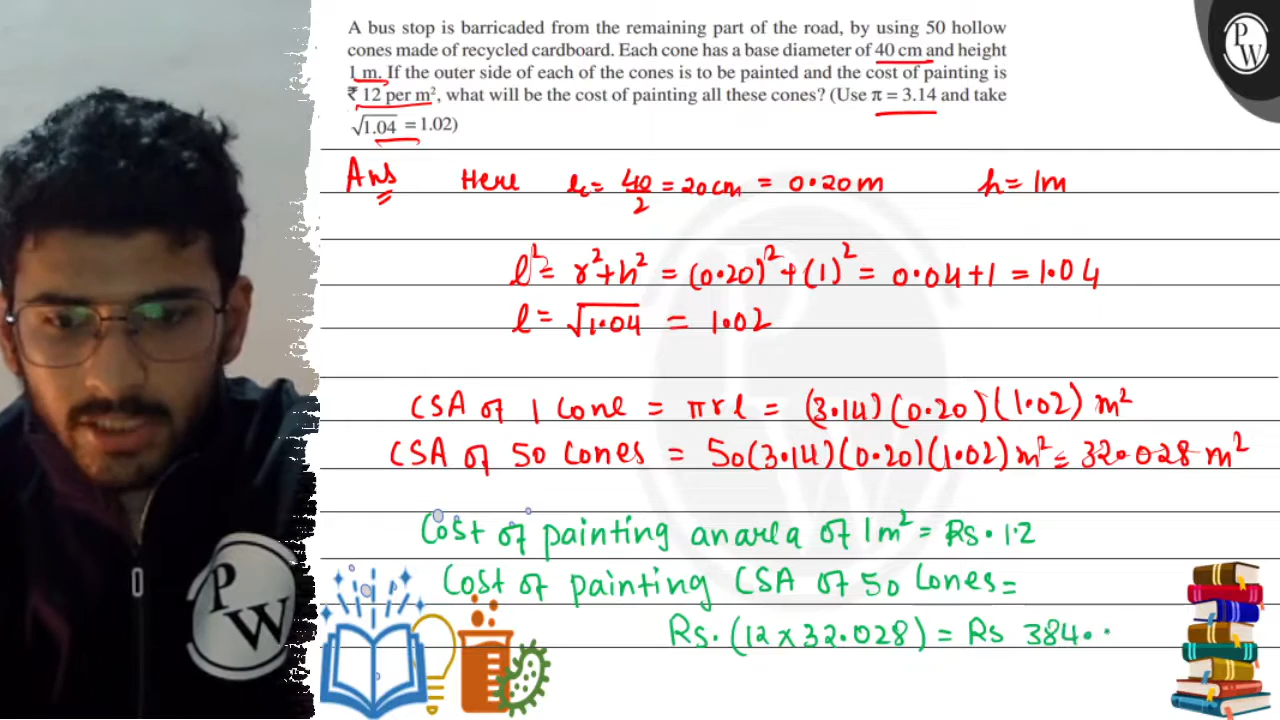 A bus stop is barricaded from the remaining part of the road, by using 50 hollow
cones made of recycled cardboard. Each cone has a base diameter of 40 cm and height
1 m. If the outer side of each of the cones is to be painted and the cost of painting is
₹ 12 per m², what will be the cost of painting all these cones? (Use π = 3.14 and take
√1.04 = 1.02)
Ans Here r = 40/2 = 20 cm = 0.20 m h = 1m
l² = r² + h² = (0.20)² + (1)² = 0.04 + 1 = 1.04
l = √1.04 = 1.02
CSA of 1 Cone = πrl = (3.14)(0.20)(1.02) m²
CSA of 50 Cones = 50(3.14)(0.20)(1.02) m² = 32.028 m²
Cost of painting an area of 1m² = Rs. 12
Cost of painting CSA of 50 Cones =
Rs. (12 × 32.028) = Rs 384.
PW
PW